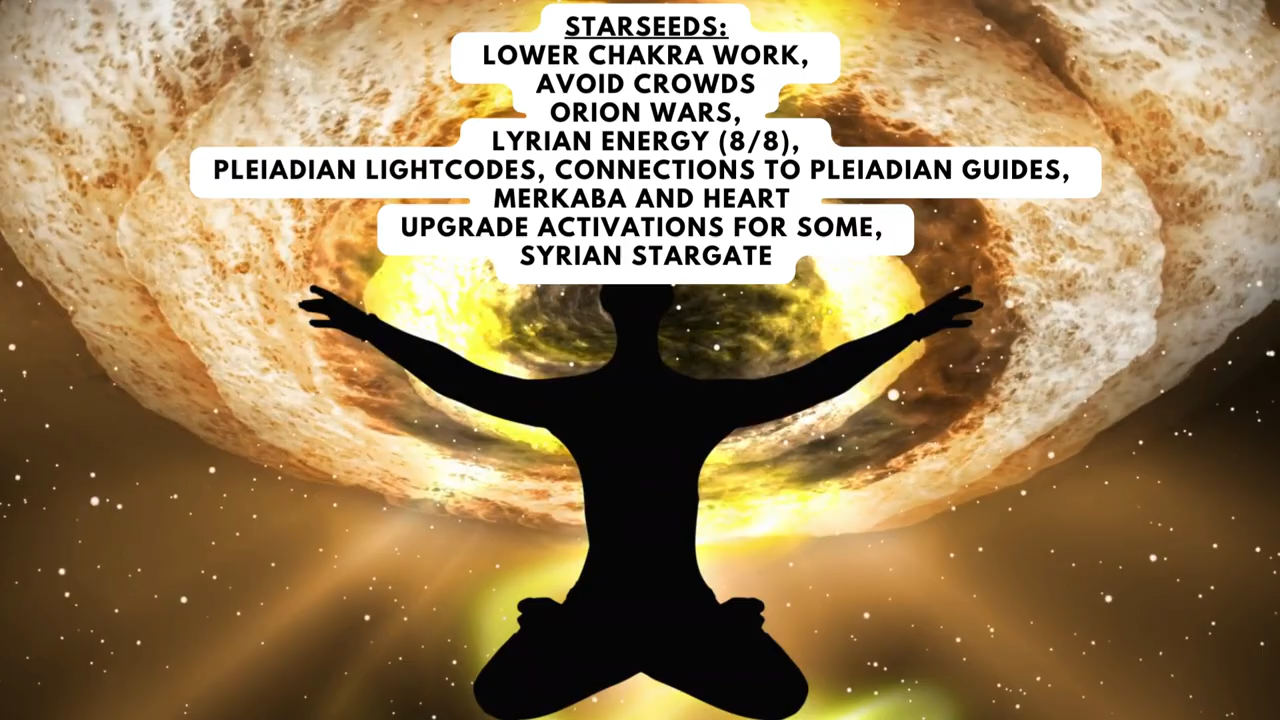 STARSEEDS:
LOWER CHAKRA WORK,
AVOID CROWDS
ORION WARS,
LYRIAN ENERGY (8/8),
PLEIADIAN LIGHTCODES, CONNECTIONS TO PLEIADIAN GUIDES,
MERKABA AND HEART
UPGRADE ACTIVATIONS FOR SOME,
SYRIAN STARGATE